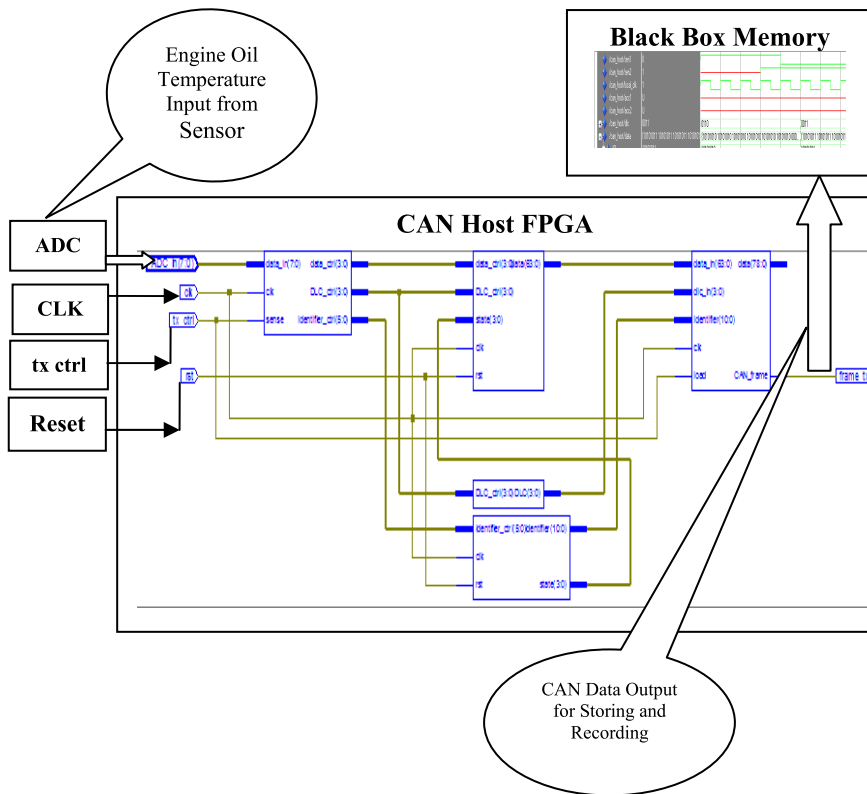 Engine Oil
Temperature
Input from
Sensor
Black Box Memory
CAN Host FPGA
ADC
CLK
tx ctrl
Reset
ADC_in(7:0)
clk
tx_ctrl
rst
data_in(7:0) data_ctrl(3:0)
clk DLC_ctrl(3:0)
sense identifier_ctrl(5:0)
data_ctrl(3:0)data(63:0)
DLC_ctrl(3:0)
state(3:0)
clk
rst
data_in(63:0) data(78:0)
dlc_in(3:0)
identifier(10:0)
clk
load CAN_frame
DLC_ctrl(3:0)DLC(3:0)
identifier_ctrl(5:0)identifier(10:0)
clk
rst state(3:0)
CAN Data Output
for Storing and
Recording